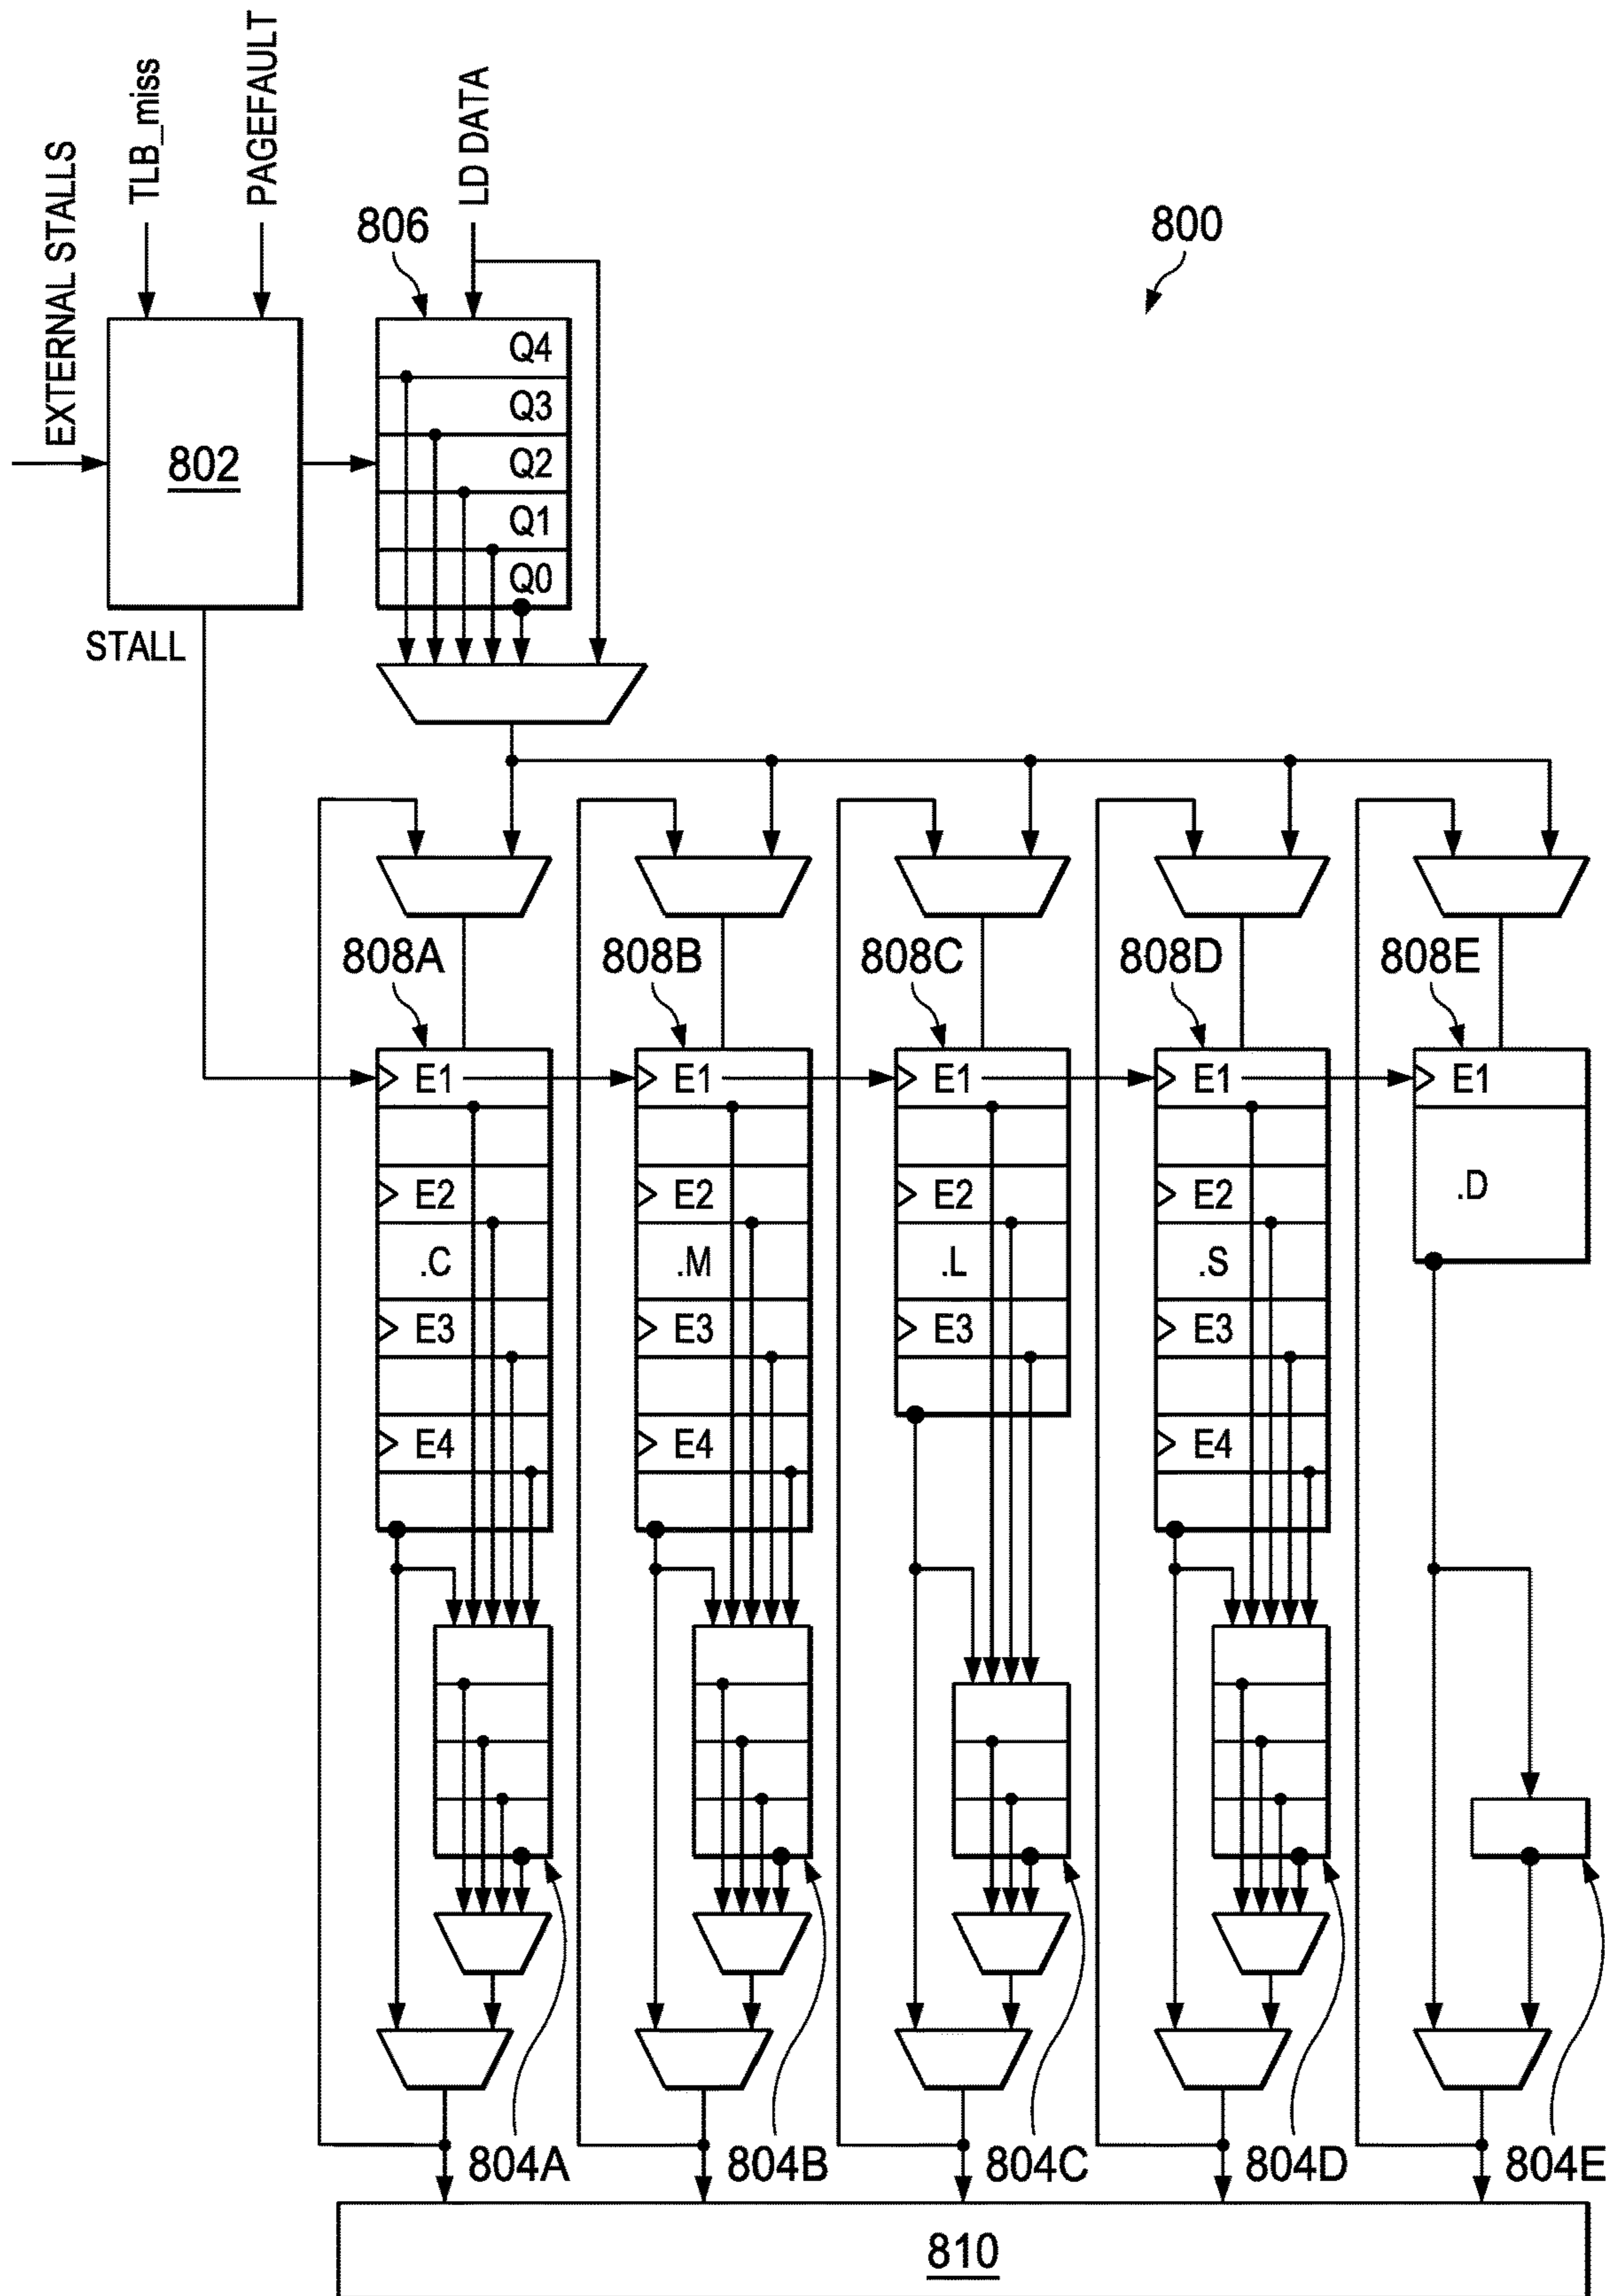 EXTERNAL STALLS
TLB_miss
PAGEFAULT
LD DATA
806
800
802
Q4
Q3
Q2
Q1
Q0
STALL
808A
808B
808C
808D
808E
E1
E1
E1
E1
E1
E2
E2
E2
E2
.D
.C
.M
.L
.S
E3
E3
E3
E3
E4
E4
E4
804A
804B
804C
804D
804E
810